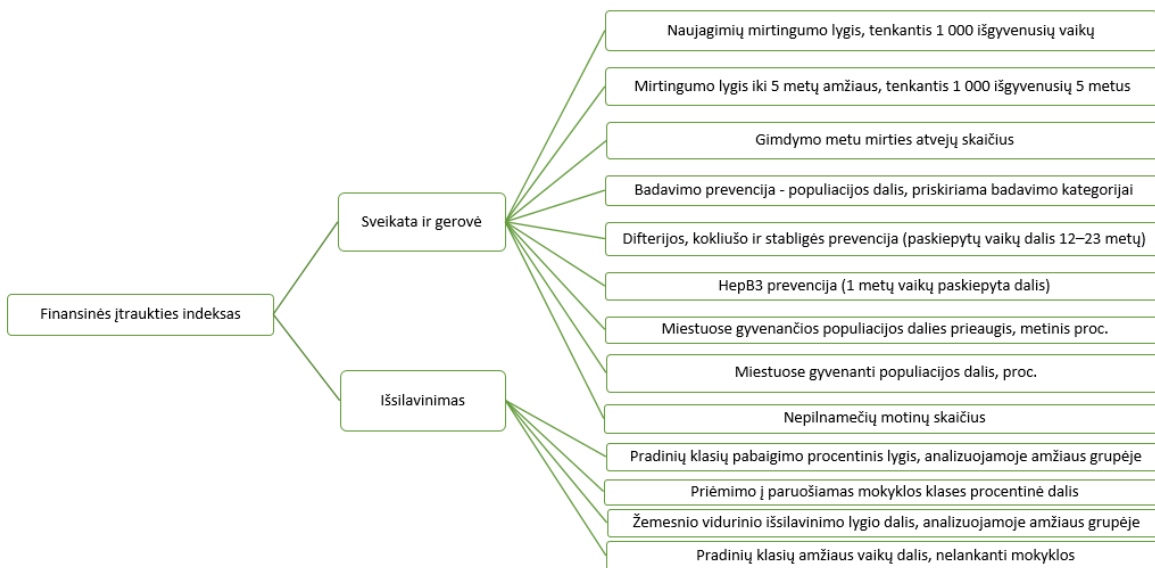 Naujagimių mirtingumo lygis, tenkantis 1 000 išgyvenusių vaikų
Mirtingumo lygis iki 5 metų amžiaus, tenkantis 1 000 išgyvenusių 5 metus
Gimdymo metu mirties atvejų skaičius
Badavimo prevencija - populiacijos dalis, priskiriama badavimo kategorijai
Sveikata ir gerovė
Difterijos, kokliušo ir stabligės prevencija (paskiepytų vaikų dalis 12–23 metų)
HepB3 prevencija (1 metų vaikų paskiepyta dalis)
Finansinės įtraukties indeksas
Miestuose gyvenančios populiacijos dalies prieaugis, metinis proc.
Miestuose gyvenanti populiacijos dalis, proc.
Išsilavinimas
Nepilnamečių motinų skaičius
Pradinių klasių pabaigimo procentinis lygis, analizuojamoje amžiaus grupėje
Priėmimo į paruošiamas mokyklos klases procentinė dalis
Žemesnio vidurinio išsilavinimo lygio dalis, analizuojamoje amžiaus grupėje
Pradinių klasių amžiaus vaikų dalis, nelankanti mokyklos